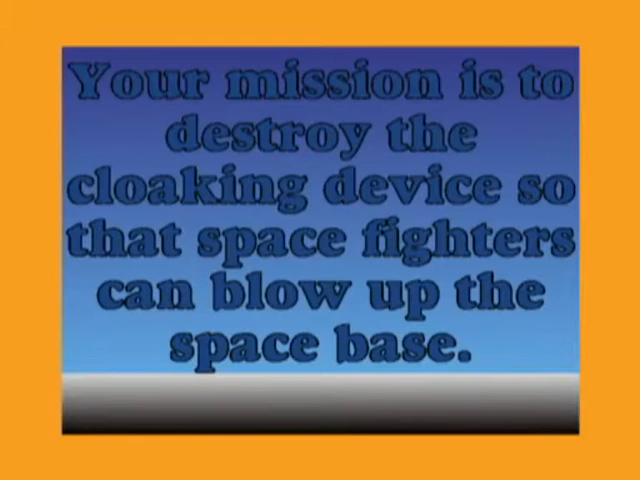 Your mission is to
destroy the
cloaking device so
that space fighters
can blow up the
space base.